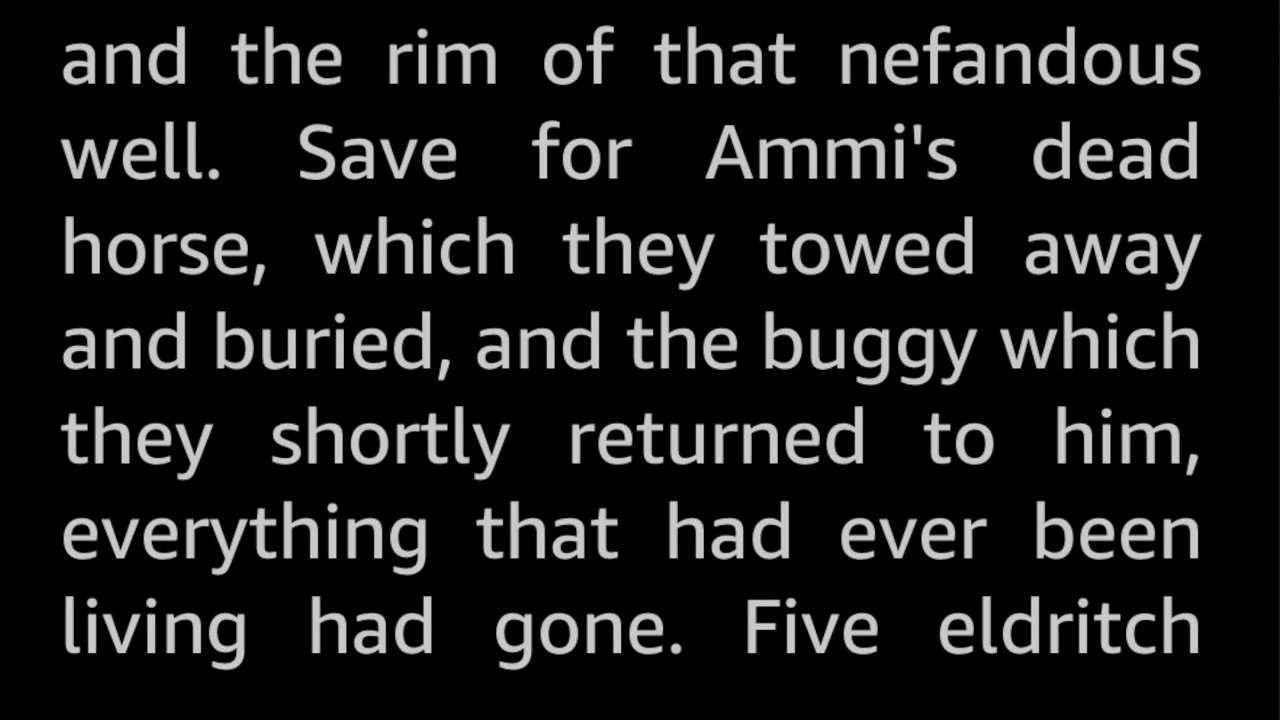 and the rim of that nefandous
well. Save for Ammi's dead
horse, which they towed away
and buried, and the buggy which
they shortly returned to him,
everything that had ever been
living had gone. Five eldritch